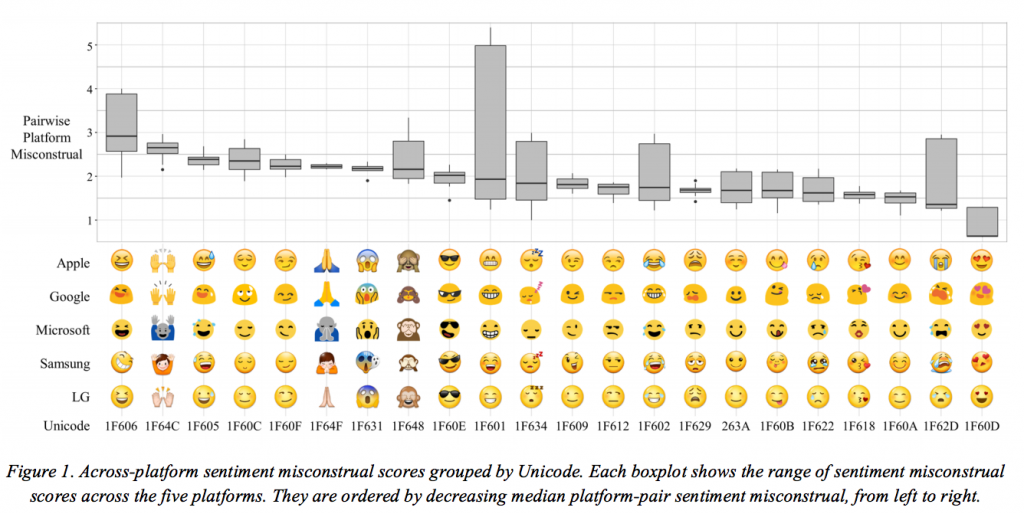 5
4
Pairwise
3
Platform
Misconstrual
2
1
Apple
Google
Microsoft
Samsung
LG
Unicode 1F606 1F64C 1F605 1F60C 1F60F 1F64F 1F631 1F648 1F60E 1F601 1F634 1F609 1F612 1F602 1F629 263A 1F60B 1F622 1F618 1F60A 1F62D 1F60D
Figure 1. Across-platform sentiment misconstrual scores grouped by Unicode. Each boxplot shows the range of sentiment misconstrual
scores across the five platforms. They are ordered by decreasing median platform-pair sentiment misconstrual, from left to right.